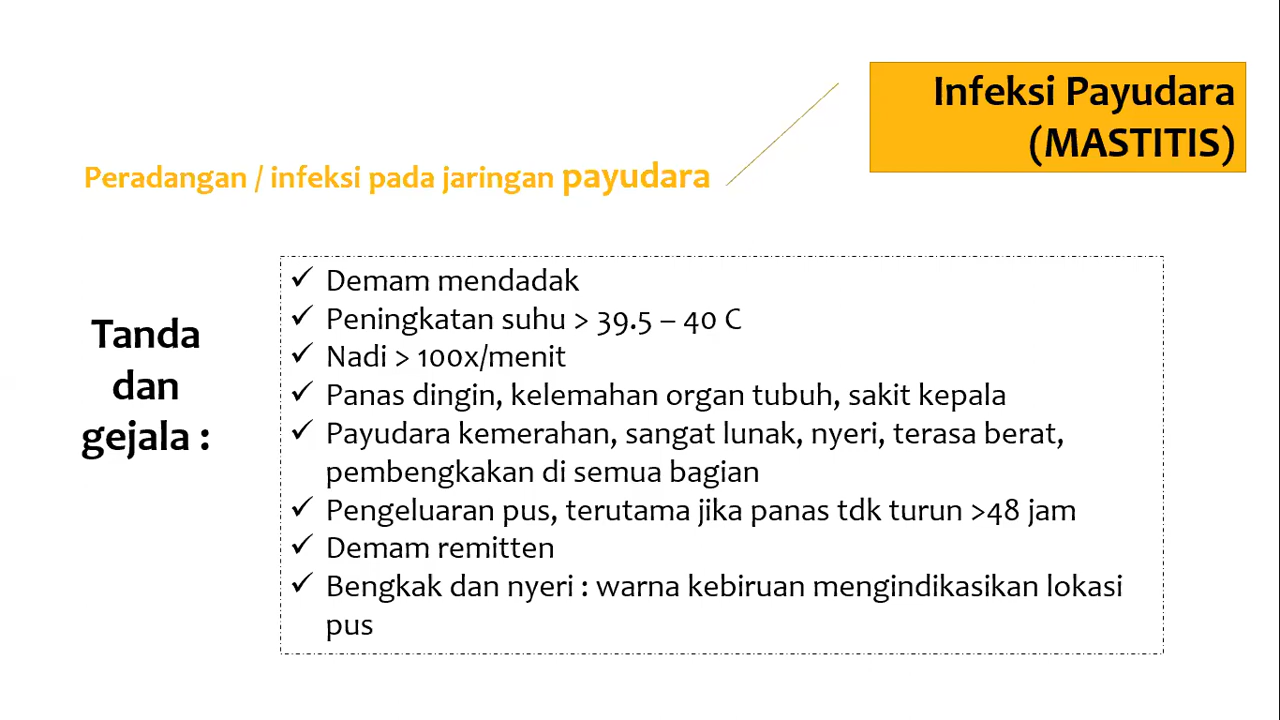 Infeksi Payudara
(MASTITIS)
Peradangan / infeksi pada jaringan payudara
Tanda
dan
gejala :
✓ Demam mendadak
✓ Peningkatan suhu > 39.5 – 40 C
✓ Nadi > 100x/menit
✓ Panas dingin, kelemahan organ tubuh, sakit kepala
✓ Payudara kemerahan, sangat lunak, nyeri, terasa berat,
pembengkakan di semua bagian
✓ Pengeluaran pus, terutama jika panas tdk turun >48 jam
✓ Demam remitten
✓ Bengkak dan nyeri : warna kebiruan mengindikasikan lokasi
pus